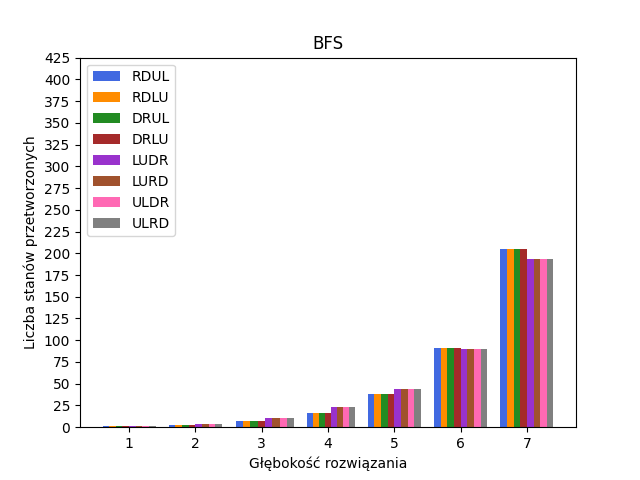 BFS
425
400
375
350
325
300
275
250
225
200
175
150
125
100
75
50
25
0
Liczba stanów przetworzonych
RDUL
RDLU
DRUL
DRLU
LUDR
LURD
ULDR
ULRD
1 2 3 4 5 6 7
Głębokość rozwiązania